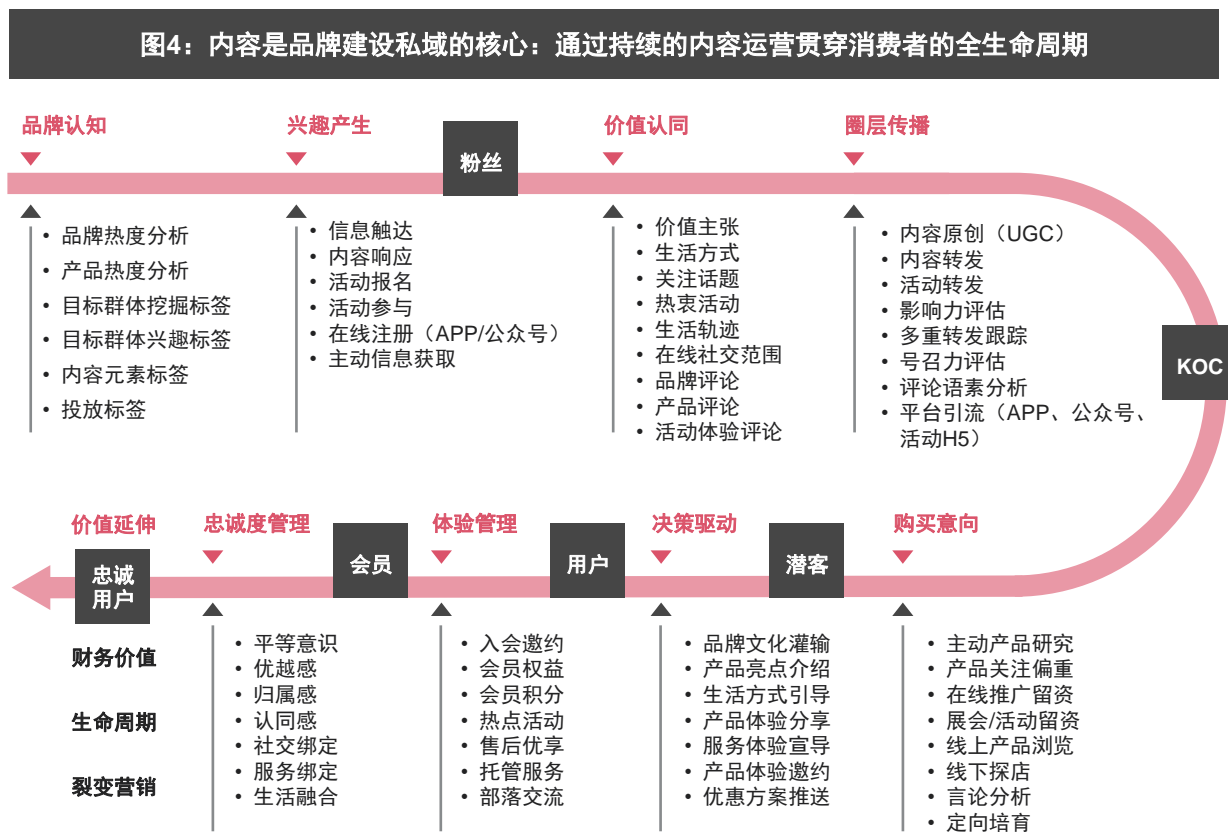 图4：内容是品牌建设私域的核心：通过持续的内容运营贯穿消费者的全生命周期
品牌认知
• 品牌热度分析
• 产品热度分析
• 目标群体挖掘标签
• 目标群体兴趣标签
• 内容元素标签
• 投放标签
兴趣产生
• 信息触达
• 内容响应
• 活动报名
• 活动参与
• 在线注册（APP/公众号）
• 主动信息获取
粉丝
价值认同
• 价值主张
• 生活方式
• 关注话题
• 热衷活动
• 生活轨迹
• 在线社交范围
• 品牌评论
• 产品评论
• 活动体验评论
圈层传播
• 内容原创（UGC）
• 内容转发
• 活动转发
• 影响力评估
• 多重转发跟踪
• 号召力评估
• 评论语素分析
• 平台引流（APP、公众号、
活动H5）
KOC
购买意向
• 主动产品研究
• 产品关注偏重
• 在线推广留资
• 展会/活动留资
• 线上产品浏览
• 线下探店
• 言论分析
• 定向培育
潜客
决策驱动
• 品牌文化灌输
• 产品亮点介绍
• 生活方式引导
• 产品体验分享
• 服务体验宣导
• 产品体验邀约
• 优惠方案推送
用户
体验管理
• 入会邀约
• 会员权益
• 会员积分
• 热点活动
• 售后优享
• 托管服务
• 部落交流
会员
忠诚度管理
• 平等意识
• 优越感
• 归属感
• 认同感
• 社交绑定
• 服务绑定
• 生活融合
价值延伸
忠诚
用户
财务价值
生命周期
裂变营销